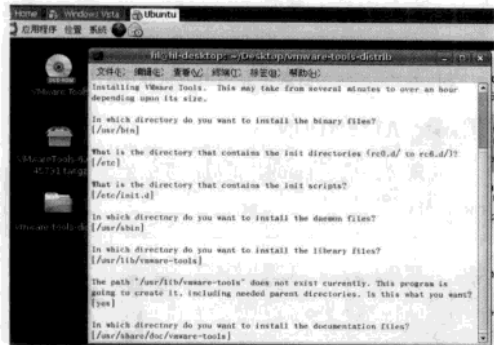 Home Windows Vista Ubuntu
应用程序 位置 系统
hl@hl-desktop: ~/Desktop/vmware-tools-distrib
文件(F) 编辑(E) 查看(V) 终端(T) 标签(B) 帮助(H)
Installing VMware Tools. This may take from several minutes to over an hour
depending upon its size.
In which directory do you want to install the binary files?
[/usr/bin]
What is the directory that contains the init directories (rc0.d/ to rc6.d/)?
[/etc]
What is the directory that contains the init scripts?
[/etc/init.d]
In which directory do you want to install the daemon files?
[/usr/sbin]
In which directory do you want to install the library files?
[/usr/lib/vmware-tools]
The path "/usr/lib/vmware-tools" does not exist currently. This program is
going to create it, including needed parent directories. Is this what you want?
[yes]
In which directory do you want to install the documentation files?
[/usr/share/doc/vmware-tools]
VMware Tools